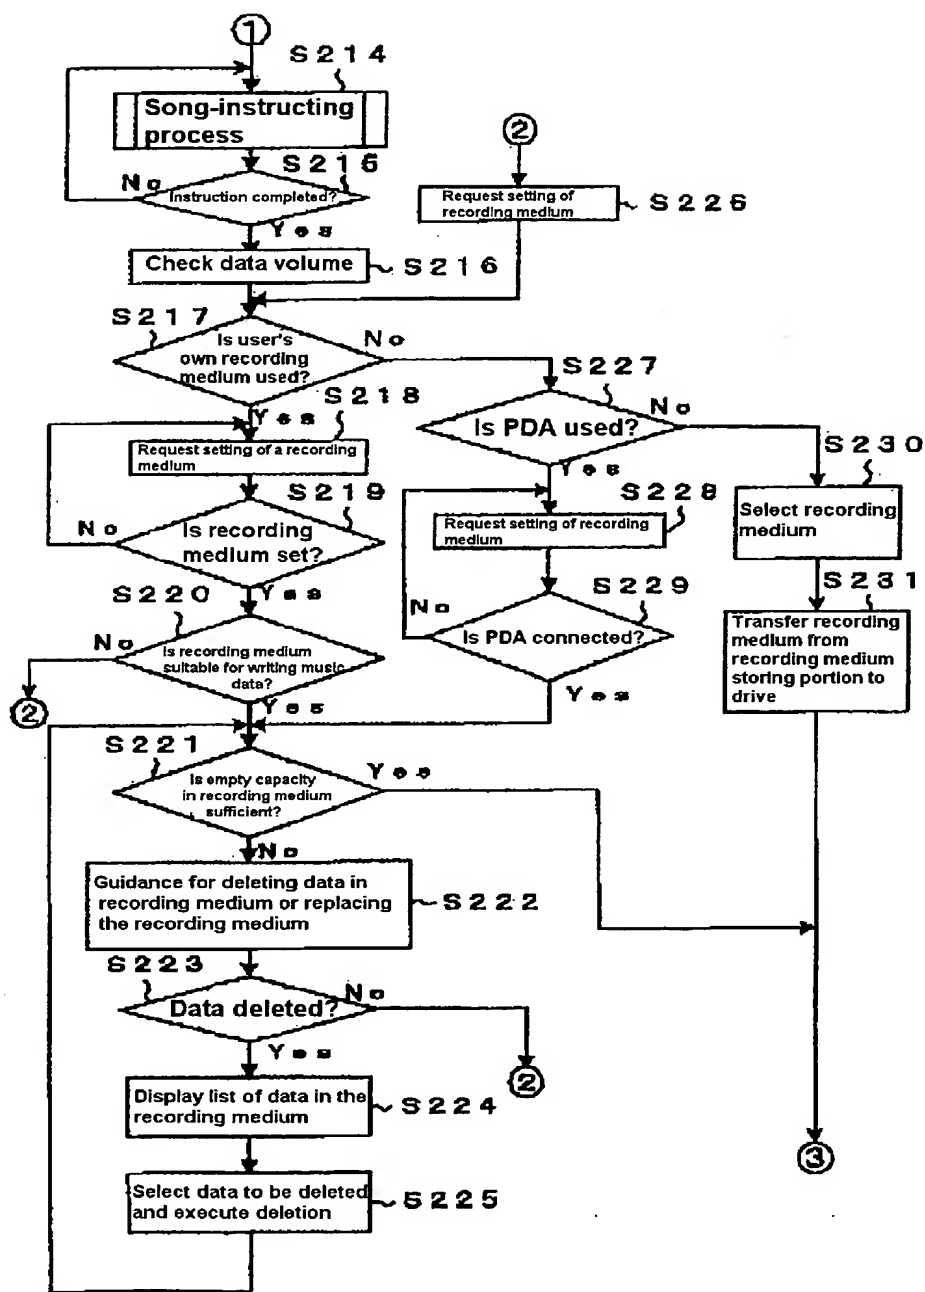 1
S214
Song-instructing
process
S215
No
Instruction completed?
Yes
2
Request setting of
recording medium
S226
Check data volume
S216
S217
Is user's
own recording
medium used?
No
Yes
S218
Request setting of a recording
medium
S219
Is recording
medium set?
No
Yes
S220
Is recording medium
suitable for writing music
data?
No
2
Yes
S227
Is PDA used?
No
Yes
S228
Request setting of recording
medium
S229
Is PDA connected?
No
Yes
S230
Select recording
medium
S231
Transfer recording
medium from
recording medium
storing portion to
drive
S221
Is empty capacity
in recording medium
sufficient?
Yes
No
Guidance for deleting data in
recording medium or replacing
the recording medium
S222
S223
Data deleted?
No
2
Yes
Display list of data in the
recording medium
S224
Select data to be deleted
and execute deletion
S225
3